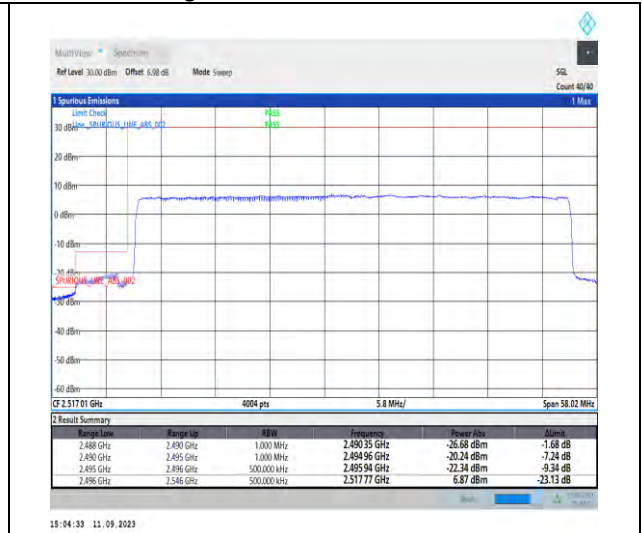 MultiView Spectrum
Ref Level 30.00 dBm Offset 6.98 dB Mode Sweep SGL
Count 40/40
1 Spurious Emissions 1 Max
Limit Check PASS
Line _SPURIOUS_LINE_ABS_002 PASS
30 dBm
20 dBm
10 dBm
0 dBm
-10 dBm
-20 dBm
_SPURIOUS_LINE_ABS_002
-30 dBm
-40 dBm
-50 dBm
-60 dBm
CF 2.517 01 GHz 4004 pts 5.8 MHz/ Span 58.02 MHz
2 Result Summary
Range Low Range Up RBW Frequency Power Abs ΔLimit
2.488 GHz 2.490 GHz 1.000 MHz 2.490 35 GHz -26.68 dBm -1.68 dB
2.490 GHz 2.495 GHz 1.000 MHz 2.494 96 GHz -20.24 dBm -7.24 dB
2.495 GHz 2.496 GHz 500.000 kHz 2.495 94 GHz -22.34 dBm -9.34 dB
2.496 GHz 2.546 GHz 500.000 kHz 2.517 77 GHz 6.87 dBm -23.13 dB
15:04:33 11.09.2023